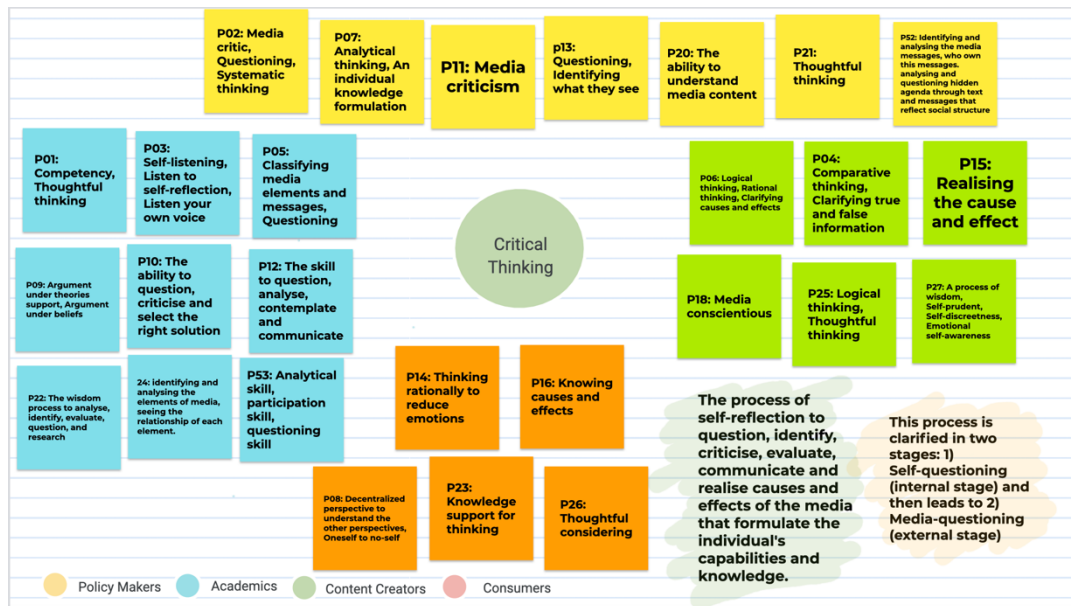 P02: Media
critic,
Questioning,
Systematic
thinking
P07:
Analytical
thinking, An
individual
knowledge
formulation
P11: Media
criticism
p13:
Questioning,
Identifying
what they see
P20: The
ability to
understand
media content
P21:
Thoughtful
thinking
P52: Identifying and
analysing the media
messages, who own
this messages.
analysing and
questioning hidden
agenda through text
and messages that
reflect social structure
P01:
Competency,
Thoughtful
thinking
P03:
Self-listening,
Listen to
self-reflection,
Listen your
own voice
P05:
Classifying
media
elements and
messages,
Questioning
P06: Logical
thinking, Rational
thinking, Clarifying
causes and effects
P04:
Comparative
thinking,
Clarifying true
and false
information
P15:
Realising
the cause
and effect
Critical
Thinking
P09: Argument
under theories
support, Argument
under beliefs
P10: The
ability to
question,
criticise and
select the
right solution
P12: The skill
to question,
analyse,
contemplate
and
communicate
P18: Media
conscientious
P25: Logical
thinking,
Thoughtful
thinking
P27: A process of
wisdom,
Self-prudent,
Self-discreetness,
Emotional
self-awareness
P22: The wisdom
process to analyse,
identify, evaluate,
question, and
research
24: identifying and
analysing the
elements of media,
seeing the
relationship of each
element.
P53: Analytical
skill,
participation
skill,
questioning
skill
P14: Thinking
rationally to
reduce
emotions
P16: Knowing
causes and
effects
P08: Decentralized
perspective to
understand the
other perspectives,
Oneself to no-self
P23:
Knowledge
support for
thinking
P26:
Thoughtful
considering
The process of
self-reflection to
question, identify,
criticise, evaluate,
communicate and
realise causes and
effects of the media
that formulate the
individual's
capabilities and
knowledge.
This process is
clarified in two
stages: 1)
Self-questioning
(internal stage) and
then leads to 2)
Media-questioning
(external stage)
Policy Makers
Academics
Content Creators
Consumers